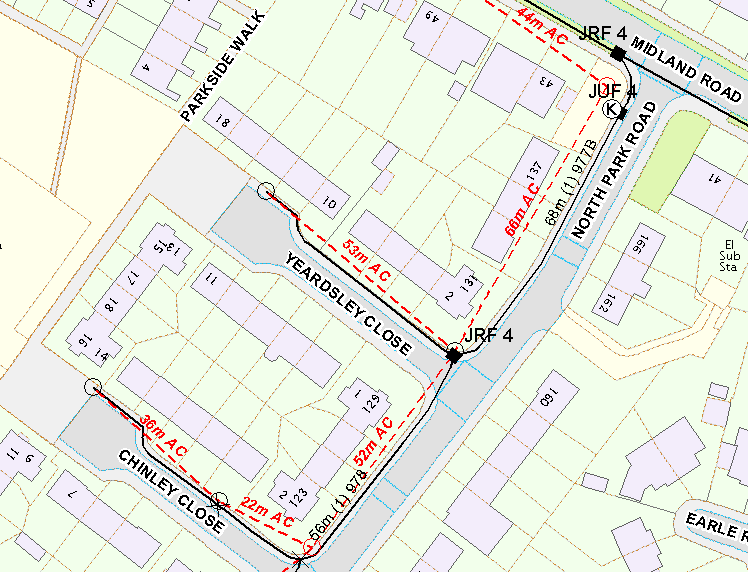 49
44m AC
JRF 4
MIDLAND ROAD
4
PARKSIDE WALK
43
JUF 4
K
81
10
137
68m (1) 977B
NORTH PARK ROAD
41
66m AC
53m AC
166
El
Sub
Sta
162
15
13
17
11
18
2
131
YEARDSLEY CLOSE
JRF 4
16
14
1
129
160
36m AC
52m AC
11
9
7
CHINLEY CLOSE
22m AC
2
123
56m (1) 978
EARLE R